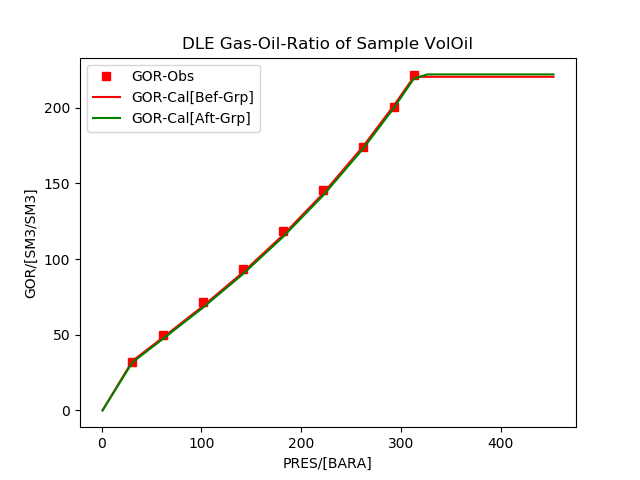 DLE Gas-Oil-Ratio of Sample VolOil
GOR-Obs
GOR-Cal[Bef-Grp]
GOR-Cal[Aft-Grp]
GOR/[SM3/SM3]
200
150
100
50
0
0 100 200 300 400
PRES/[BARA]